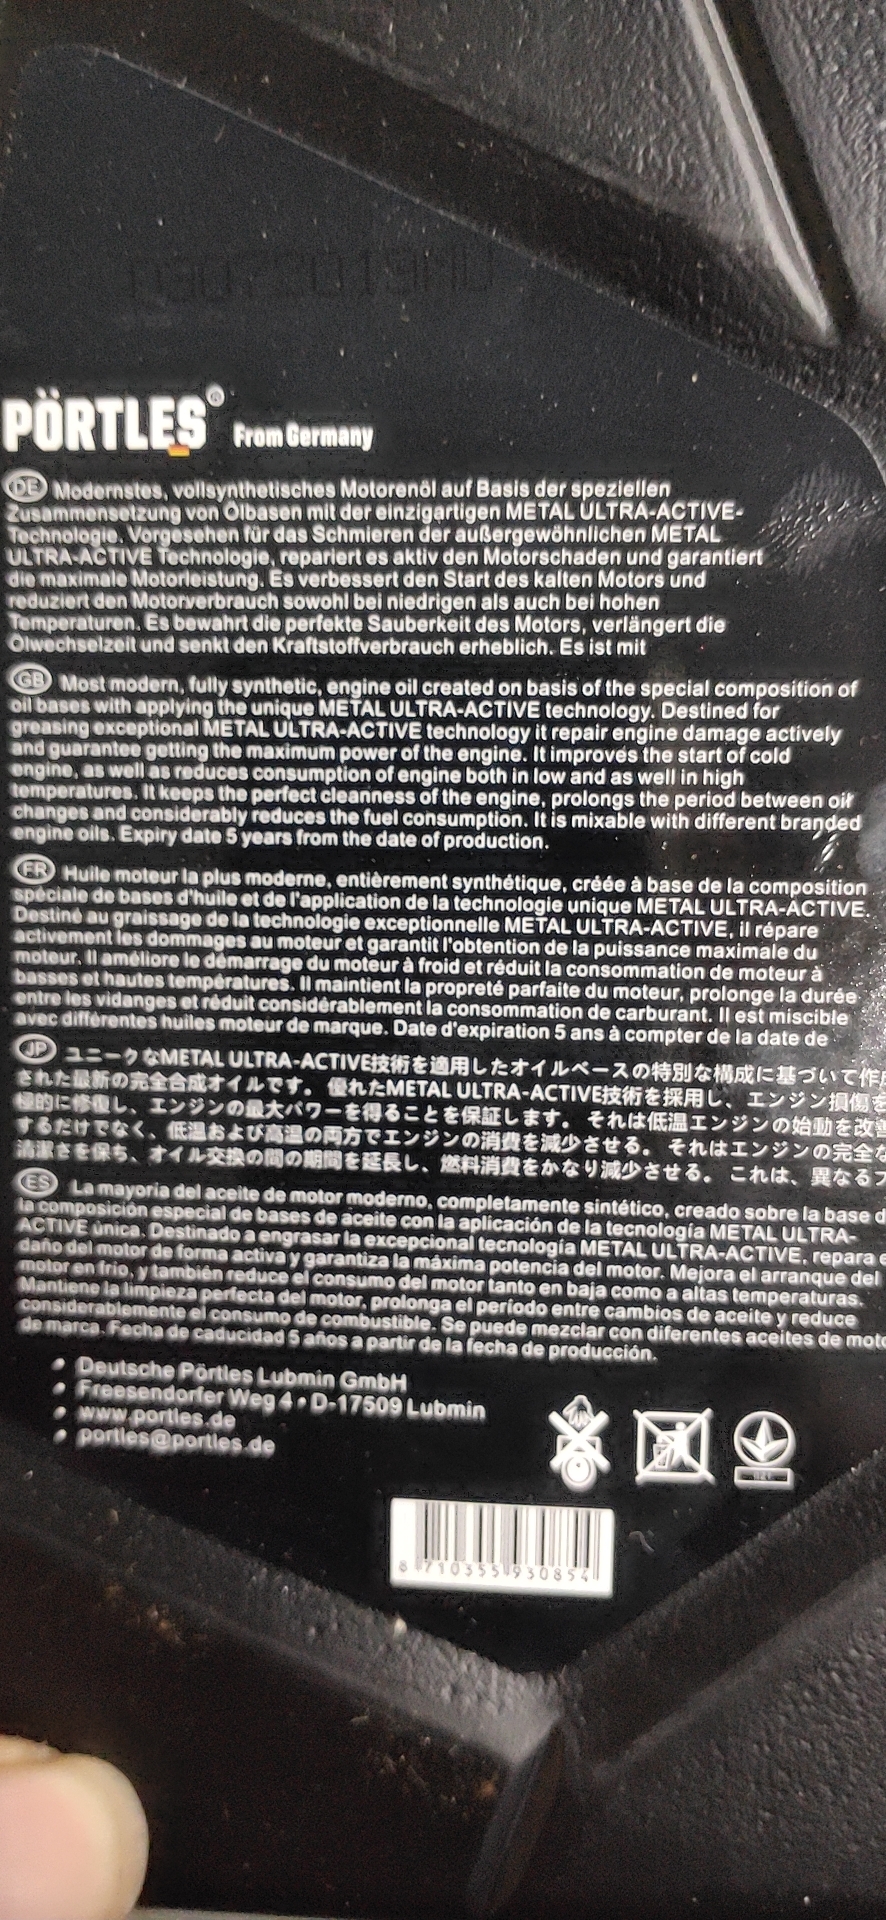 PÖRTLES® From Germany
DE Modernstes, vollsynthetisches Motorenöl auf Basis der speziellen
Zusammensetzung von Ölbasen mit der einzigartigen METAL ULTRA-ACTIVE-
Technologie. Vorgesehen für das Schmieren der außergewöhnlichen METAL
ULTRA-ACTIVE Technologie, repariert es aktiv den Motorschaden und garantiert
die maximale Motorleistung. Es verbessert den Start des kalten Motors und
reduziert den Motorverbrauch sowohl bei niedrigen als auch bei hohen
Temperaturen. Es bewahrt die perfekte Sauberkeit des Motors, verlängert die
Ölwechselzeit und senkt den Kraftstoffverbrauch erheblich. Es ist mit
GB Most modern, fully synthetic, engine oil created on basis of the special composition of
oil bases with applying the unique METAL ULTRA-ACTIVE technology. Destined for
greasing exceptional METAL ULTRA-ACTIVE technology it repair engine damage actively
and guarantee getting the maximum power of the engine. It improves the start of cold
engine, as well as reduces consumption of engine both in low and as well in high
temperatures. It keeps the perfect cleanness of the engine, prolongs the period between oil
changes and considerably reduces the fuel consumption. It is mixable with different branded
engine oils. Expiry date 5 years from the date of production.
FR Huile moteur la plus moderne, entièrement synthétique, créée à base de la composition
spéciale de bases d'huile et de l'application de la technologie unique METAL ULTRA-ACTIVE.
Destiné au graissage de la technologie exceptionnelle METAL ULTRA-ACTIVE, il répare
activement les dommages au moteur et garantit l'obtention de la puissance maximale du
moteur. Il améliore le démarrage du moteur à froid et réduit la consommation de moteur à
basses et hautes températures. Il maintient la propreté parfaite du moteur, prolonge la durée
entre les vidanges et réduit considérablement la consommation de carburant. Il est miscible
avec différentes huiles moteur de marque. Date d'expiration 5 ans à compter de la date de
JP ユニークなMETAL ULTRA-ACTIVE技術を適用したオイルベースの特別な構成に基づいて作成
された最新の完全合成オイルです。 優れたMETAL ULTRA-ACTIVE技術を採用し、エンジン損傷を
極的に修復し、エンジンの最大パワーを得ることを保証します。 それは低温エンジンの始動を改善
するだけでなく、低温および高温の両方でエンジンの消費を減少させる。 それはエンジンの完全な
清潔さを保ち、オイル交換の間の期間を延長し、燃料消費をかなり減少させる。 これは、異なるブ
ES La mayoría del aceite de motor moderno, completamente sintético, creado sobre la base d
la composición especial de bases de aceite con la aplicación de la tecnología METAL ULTRA-
ACTIVE única. Destinado a engrasar la excepcional tecnología METAL ULTRA-ACTIVE, repara e
daño del motor de forma activa y garantiza la máxima potencia del motor. Mejora el arranque del
motor en frío, y también reduce el consumo del motor tanto en baja como a altas temperaturas.
Mantiene la limpieza perfecta del motor, prolonga el período entre cambios de aceite y reduce
considerablemente el consumo de combustible. Se puede mezclar con diferentes aceites de moto
de marca. Fecha de caducidad 5 años a partir de la fecha de producción.
• Deutsche Pörtles Lubmin GmbH
• Freesendorfer Weg 4 • D-17509 Lubmin
• www.portles.de
• portles@portles.de
8 710355 930854